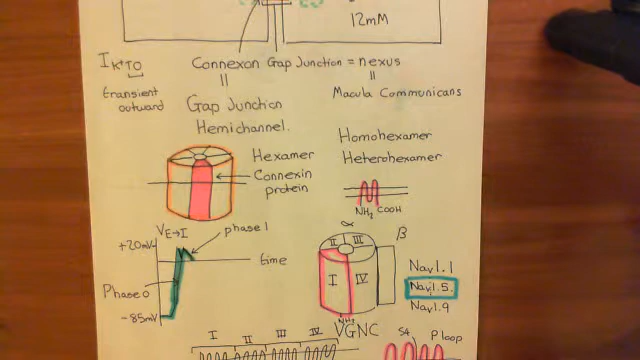 12mM
I K+TO
transient outward
Connexon Gap Junction = nexus
=
=
Gap Junction Hemichannel.
Macula Communicans
Homohexamer
Heterohexamer
Hexamer
Connexin protein
NH2 COOH
VE→I
phase 1
+20mV
time
Phase 0
-85mV
α
β
II III
I IV
NH2
VGNC
Nav1.1
Nav1.5.
Nav1.9
I II III IV
S4 P loop